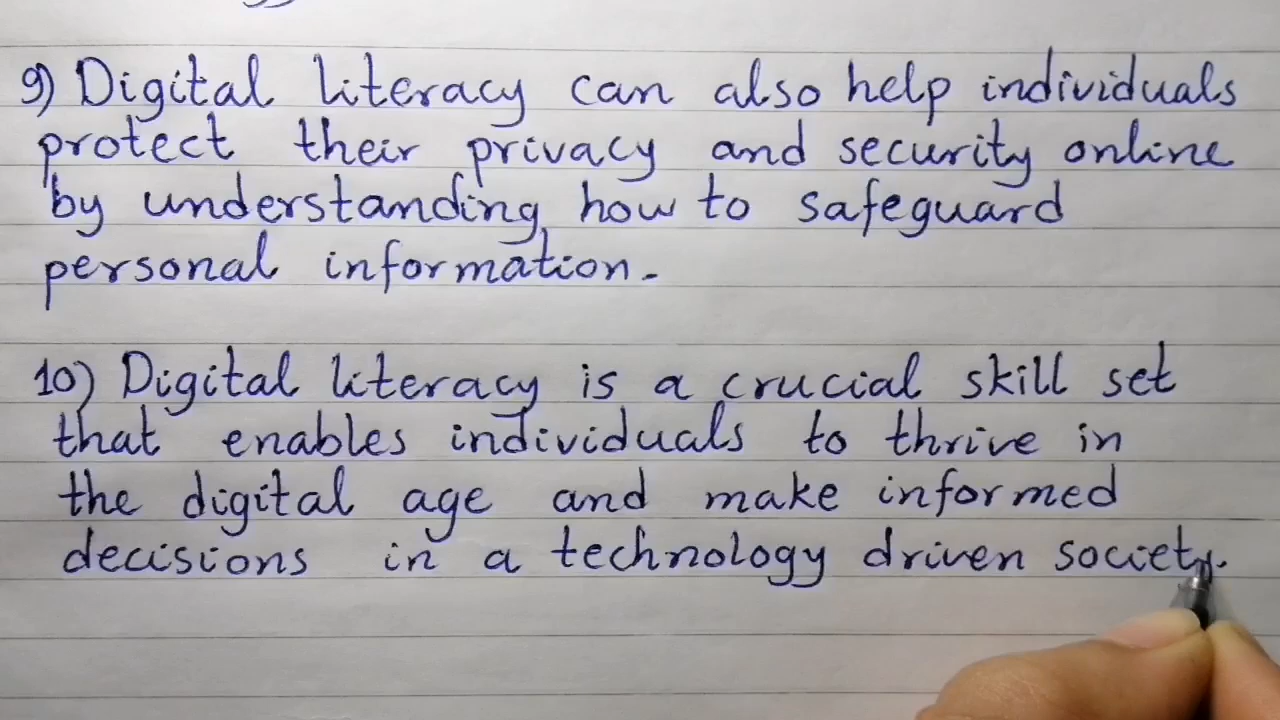 9) Digital literacy can also help individuals
protect their privacy and security online
by understanding how to safeguard
personal information.
10) Digital literacy is a crucial skill set
that enables individuals to thrive in
the digital age and make informed
decisions in a technology driven society.